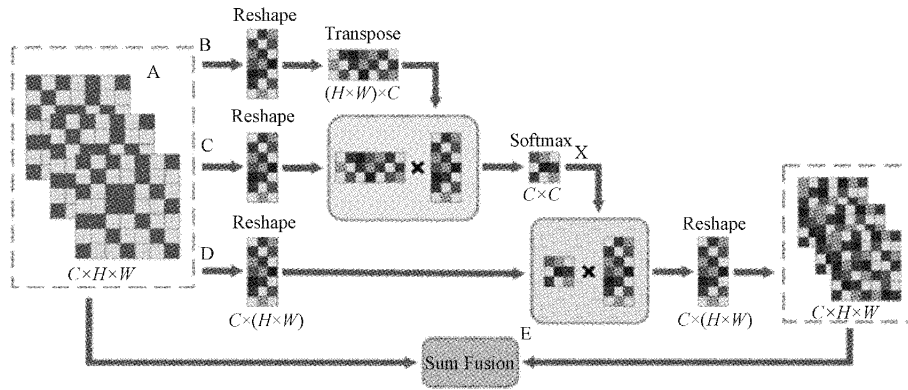 Reshape
B
Transpose
A
(H×W)×C
Reshape
C
Softmax
X
C×C
Reshape
D
Reshape
C×H×W
C×(H×W)
C×(H×W)
C×H×W
E
Sum Fusion